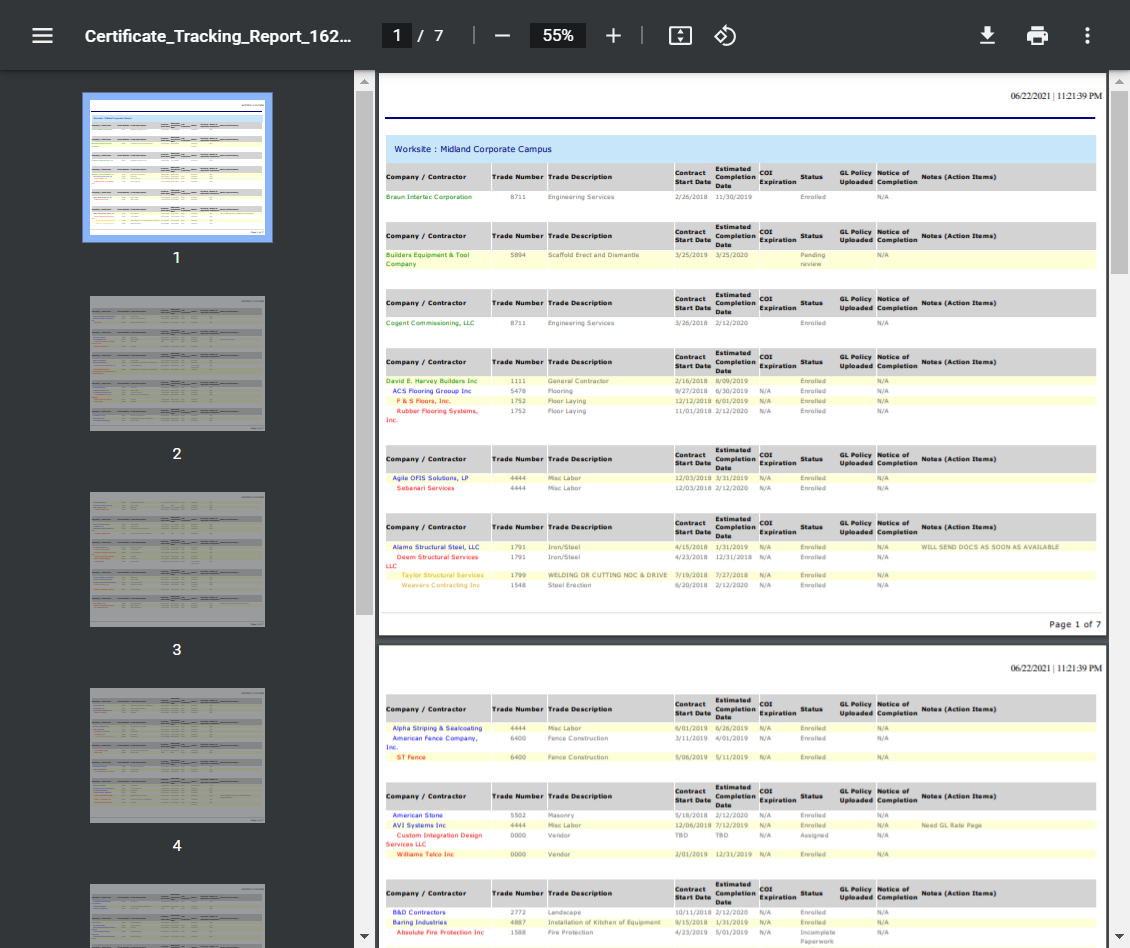 Certificate_Tracking_Report_162... 1 / 7 55%
1
2
3
4
06/22/2021 | 11:21:39 PM
Worksite : Midland Corporate Campus
Company / Contractor Trade Number Trade Description Contract Start Date Estimated Completion Date COI Expiration Status GL Policy Uploaded Notice of Completion Notes (Action Items)
Braun Intertec Corporation 8711 Engineering Services 2/26/2018 11/30/2019 Enrolled N/A
Company / Contractor Trade Number Trade Description Contract Start Date Estimated Completion Date COI Expiration Status GL Policy Uploaded Notice of Completion Notes (Action Items)
Builders Equipment & Tool Company 5894 Scaffold Erect and Dismantle 3/25/2019 3/25/2020 Pending review N/A
Company / Contractor Trade Number Trade Description Contract Start Date Estimated Completion Date COI Expiration Status GL Policy Uploaded Notice of Completion Notes (Action Items)
Cogent Commissioning, LLC 8711 Engineering Services 3/26/2018 2/12/2020 Enrolled N/A
Company / Contractor Trade Number Trade Description Contract Start Date Estimated Completion Date COI Expiration Status GL Policy Uploaded Notice of Completion Notes (Action Items)
David E. Harvey Builders Inc 1111 General Contractor 2/16/2018 8/09/2019 Enrolled N/A
ACS Flooring Grooup Inc 5478 Flooring 9/27/2018 6/30/2019 N/A Enrolled N/A
F & S Floors, Inc. 1752 Floor Laying 12/12/2018 6/01/2019 N/A Enrolled N/A
Rubber Flooring Systems, Inc. 1752 Floor Laying 11/01/2018 2/12/2020 N/A Enrolled N/A
Company / Contractor Trade Number Trade Description Contract Start Date Estimated Completion Date COI Expiration Status GL Policy Uploaded Notice of Completion Notes (Action Items)
Agile OFIS Solutions, LP 4444 Misc Labor 12/03/2018 3/31/2019 N/A Enrolled N/A
Sebanari Services 4444 Misc Labor 12/03/2018 2/12/2020 N/A Enrolled N/A
Company / Contractor Trade Number Trade Description Contract Start Date Estimated Completion Date COI Expiration Status GL Policy Uploaded Notice of Completion Notes (Action Items)
Alamo Structural Steel, LLC 1791 Iron/Steel 4/15/2018 1/31/2019 N/A Enrolled N/A WILL SEND DOCS AS SOON AS AVAILABLE
Deem Structural Services LLC 1791 Iron/Steel 4/23/2018 12/31/2018 N/A Enrolled N/A
Taylor Structural Services 1799 WELDING OR CUTTING NOC & DRIVE 7/19/2018 7/27/2018 N/A Enrolled N/A
Weavers Contracting Inc 1548 Steel Erection 6/20/2018 2/12/2020 N/A Enrolled N/A
Page 1 of 7
06/22/2021 | 11:21:39 PM
Company / Contractor Trade Number Trade Description Contract Start Date Estimated Completion Date COI Expiration Status GL Policy Uploaded Notice of Completion Notes (Action Items)
Alpha Striping & Sealcoating 4444 Misc Labor 6/01/2019 6/26/2019 N/A Enrolled N/A
American Fence Company, Inc. 6400 Fence Construction 3/11/2019 4/01/2019 N/A Enrolled N/A
ST Fence 6400 Fence Construction 5/06/2019 5/11/2019 N/A Enrolled N/A
Company / Contractor Trade Number Trade Description Contract Start Date Estimated Completion Date COI Expiration Status GL Policy Uploaded Notice of Completion Notes (Action Items)
American Stone 5502 Masonry 5/18/2018 2/12/2020 N/A Enrolled N/A
AVI Systems Inc 4444 Misc Labor 12/06/2018 7/12/2019 N/A Enrolled N/A Need GL Rate Page
Custom Integration Design Services LLC 0000 Vendor TBD TBD N/A Assigned N/A
Williams Telco Inc 0000 Vendor 2/01/2019 12/31/2019 N/A Enrolled N/A
Company / Contractor Trade Number Trade Description Contract Start Date Estimated Completion Date COI Expiration Status GL Policy Uploaded Notice of Completion Notes (Action Items)
B&D Contractors 2772 Landscape 10/11/2018 2/12/2020 N/A Enrolled N/A
Baring Industries 4887 Installation of Kitchen of Equipment 9/15/2018 1/31/2019 N/A Enrolled N/A
Absolute Fire Protection Inc 1588 Fire Protection 4/23/2019 5/01/2019 N/A Incomplete Paperwork N/A